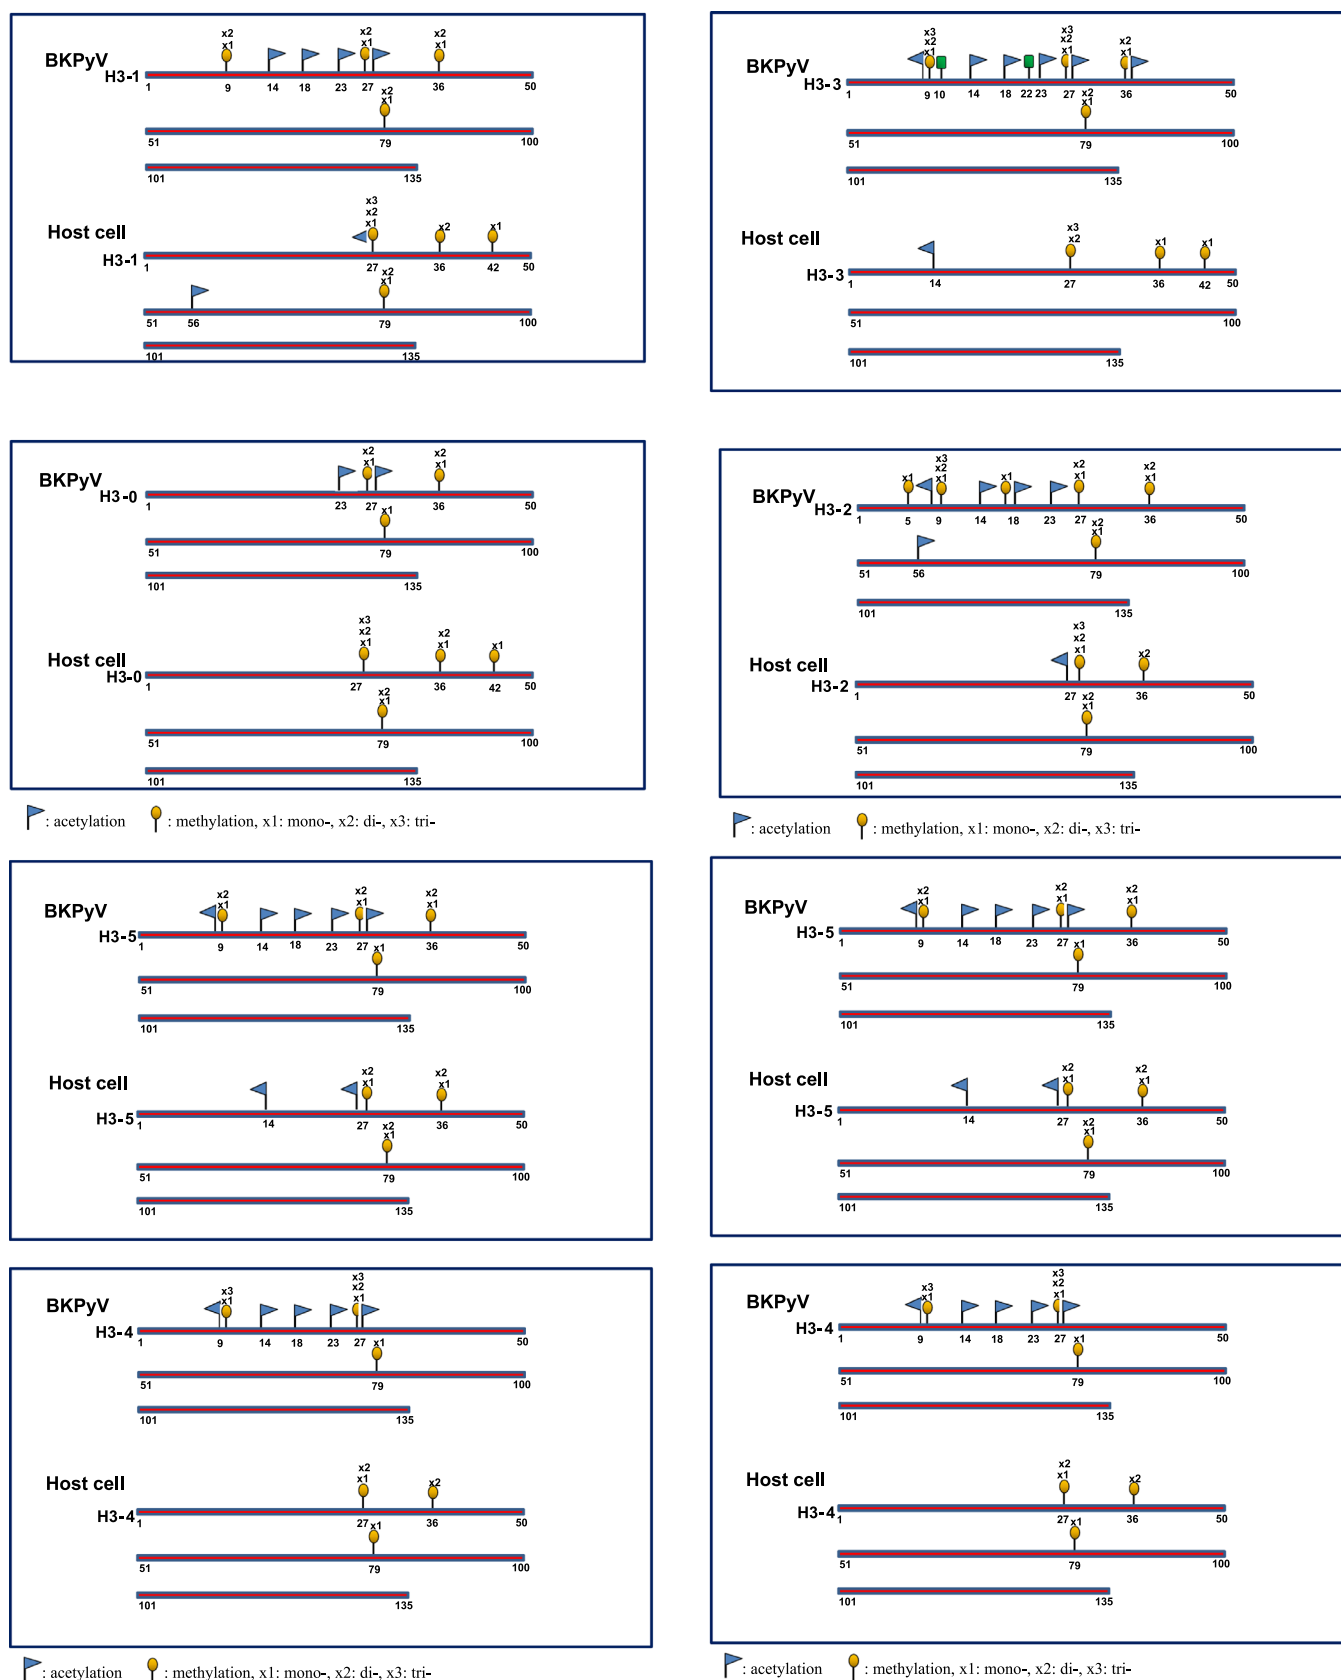 x2
x1
BKPyV
H3-1
1 9 14 18 23 27 36 50
x2
x1
x2
x1
x2
x1
51 79 100
101 135
x3
x2
x1
x2
x1
Host cell
H3-1
1 27 36 42 50
x2
x1
51 56 79 100
101 135
x3
x2
x1
x3
x2
x1
x2
x1
BKPyV
H3-3
1 9 10 14 18 22 23 27 36 50
x2
x1
51 79 100
101 135
x3
x2
x1
x1
Host cell
H3-3
1 14 27 36 42 50
51 100
101 135
x2
x1
x2
x1
BKPyV
H3-0
1 23 27 36 50
x1
51 79 100
101 135
x3
x2
x1
x2
x1
x1
Host cell
H3-0
1 27 36 42 50
x2
x1
51 79 100
101 135
x1
x3
x2
x1
x1
x2
x1
x2
x1
BKPyV
H3-2
1 5 9 14 18 23 27 36 50
x2
x1
51 56 79 100
101 135
x3
x2
x1
x2
Host cell
H3-2
1 27 36 50
x2
x1
51 79 100
101 135
: acetylation : methylation, x1: mono-, x2: di-, x3: tri-
: acetylation : methylation, x1: mono-, x2: di-, x3: tri-
x2
x1
x2
x1
x2
x1
BKPyV
H3-5
1 9 14 18 23 27 36 50
x1
51 79 100
101 135
x2
x1
x2
x1
Host cell
H3-5
1 14 27 36 50
x2
x1
51 79 100
101 135
x2
x1
x2
x1
x2
x1
BKPyV
H3-5
1 9 14 18 23 27 36 50
x1
51 79 100
101 135
x2
x1
x2
x1
Host cell
H3-5
1 14 27 36 50
x2
x1
51 79 100
101 135
x3
x1
x3
x2
x1
BKPyV
H3-4
1 9 14 18 23 27 50
x1
51 79 100
101 135
x2
x1
x2
Host cell
H3-4
1 27 36 50
x1
51 79 100
101 135
x3
x1
x3
x2
x1
BKPyV
H3-4
1 9 14 18 23 27 50
x1
51 79 100
101 135
x2
x1
x2
Host cell
H3-4
1 27 36 50
x1
51 79 100
101 135
: acetylation : methylation, x1: mono-, x2: di-, x3: tri-
: acetylation : methylation, x1: mono-, x2: di-, x3: tri-